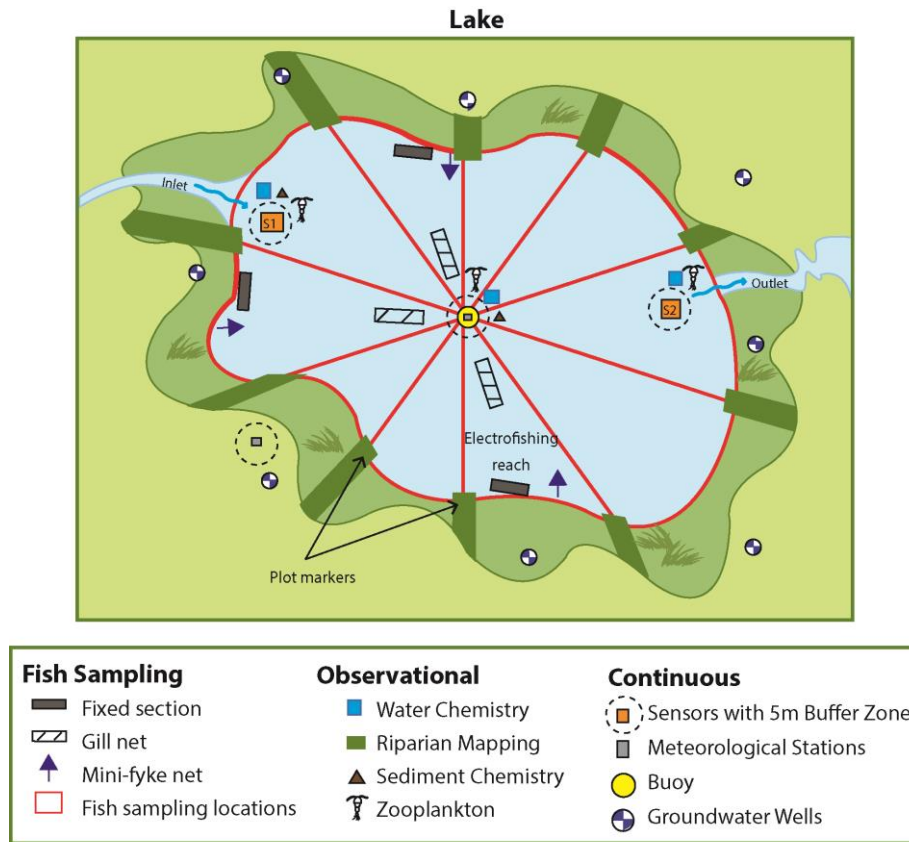 Lake
Inlet
S1
S2
Outlet
Electrofishing
reach
Plot markers
Fish Sampling
Fixed section
Gill net
Mini-fyke net
Fish sampling locations
Observational
Water Chemistry
Riparian Mapping
Sediment Chemistry
Zooplankton
Continuous
Sensors with 5m Buffer Zone
Meteorological Stations
Buoy
Groundwater Wells